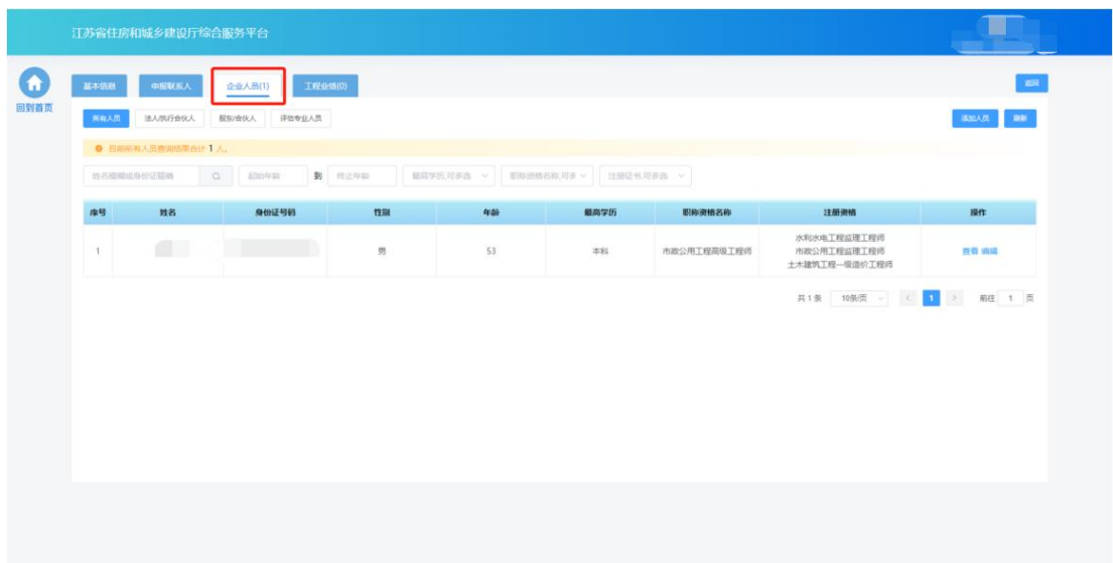 江苏省住房和城乡建设厅综合服务平台
回到首页
基本信息 申报联系人 企业人员(1) 工程业绩(0) 返回
所有人员 法人/执行合伙人 股东/合伙人 评估专业人员 添加人员 刷新
目前所有人员查询结果合计 1 人。
姓名模糊或身份证精确 起始年龄 到 终止年龄 最高学历,可多选 职称资格名称,可多 注册证书,可多选
序号 姓名 身份证号码 性别 年龄 最高学历 职称资格名称 注册资格 操作
1 男 53 本科 市政公用工程高级工程师 水利水电工程监理工程师
市政公用工程监理工程师
土木建筑工程一级造价工程师 查看 编辑
共 1 条 10条/页 < 1 > 前往 1 页